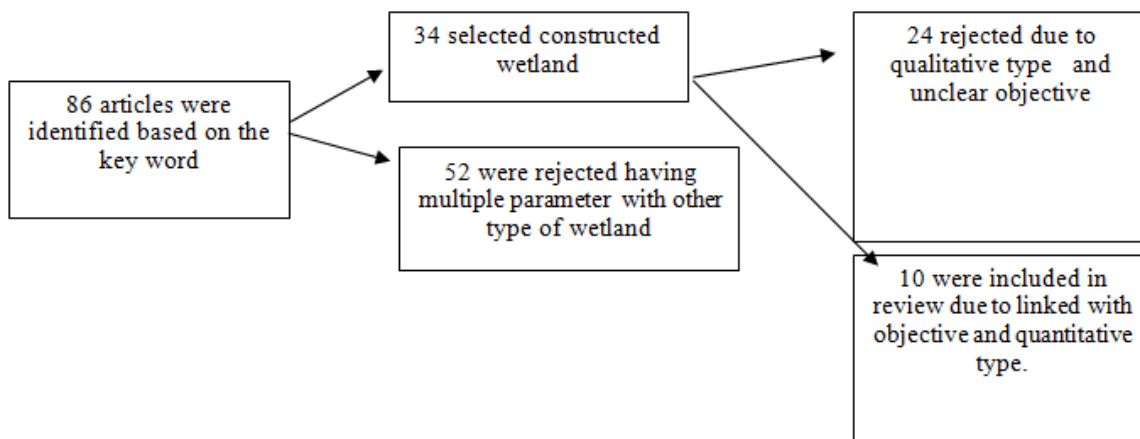 86 articles were
identified based on the
key word
34 selected constructed
wetland
52 were rejected having
multiple parameter with other
type of wetland
24 rejected due to
qualitative type and
unclear objective
10 were included in
review due to linked with
objective and quantitative
type.